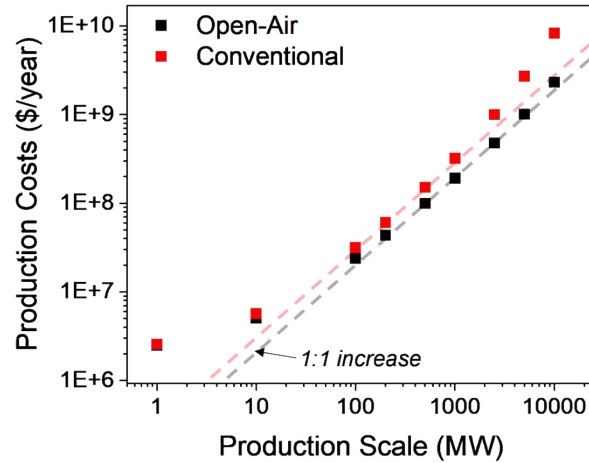 Open-Air
Conventional
Production Costs ($/year)
1E+10
1E+9
1E+8
1E+7
1E+6
1:1 increase
1
10
100
1000
10000
Production Scale (MW)